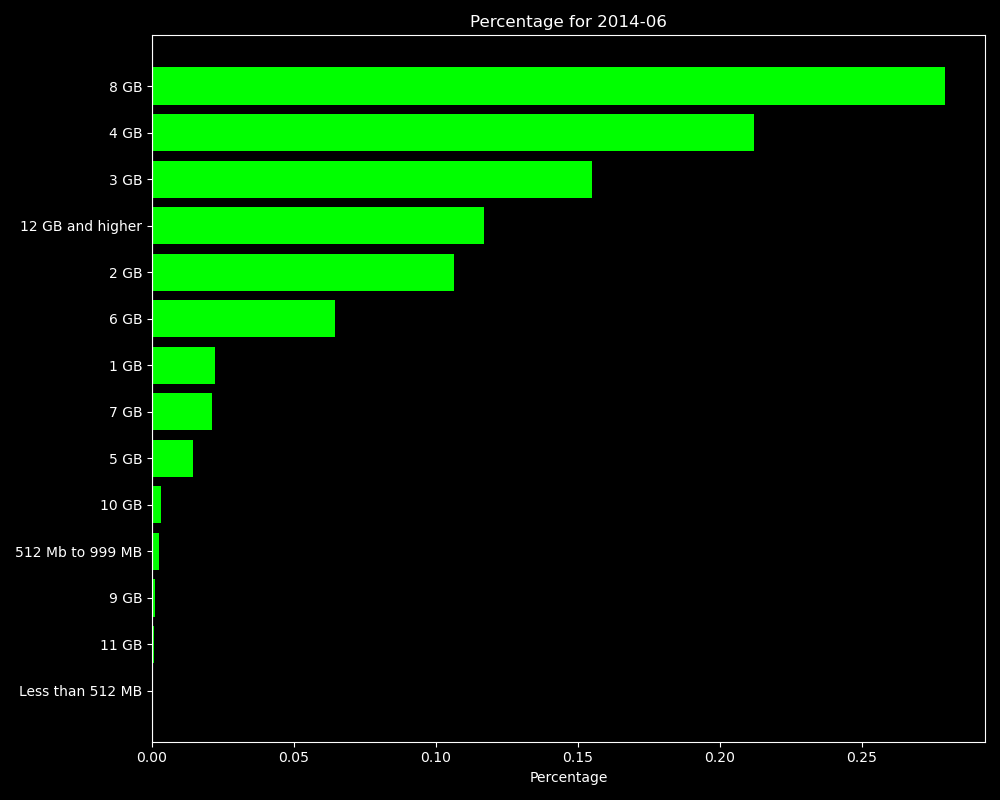 Percentage for 2014-06
8 GB
4 GB
3 GB
12 GB and higher
2 GB
6 GB
1 GB
7 GB
5 GB
10 GB
512 Mb to 999 MB
9 GB
11 GB
Less than 512 MB
0.00 0.05 0.10 0.15 0.20 0.25
Percentage